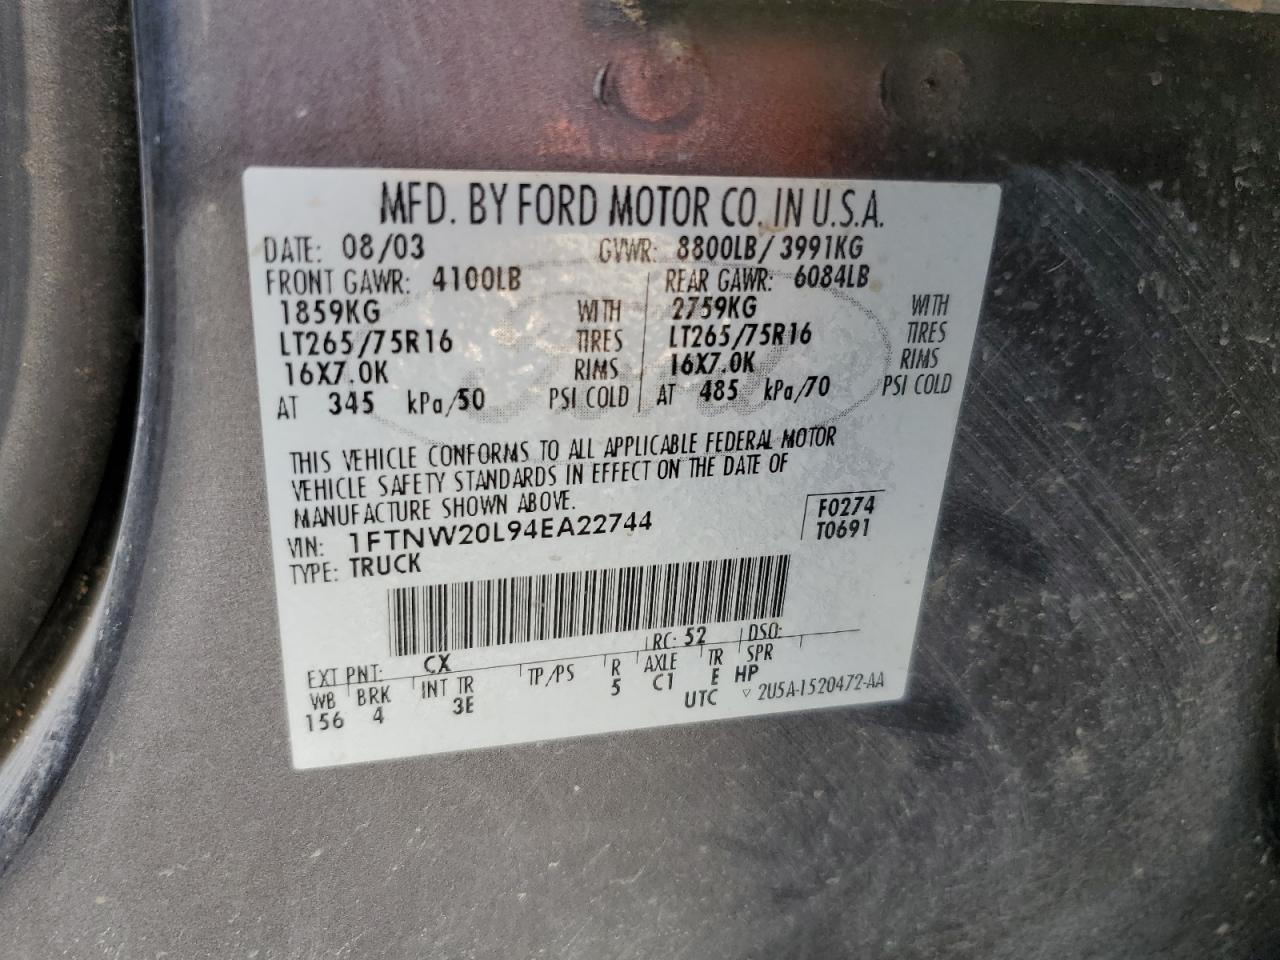 MFD. BY FORD MOTOR CO. IN U.S.A.
DATE: 08/03 GVWR: 8800LB/3991KG
FRONT GAWR: 4100LB REAR GAWR: 6084LB
1859KG WITH 2759KG WITH
LT265/75R16 TIRES LT265/75R16 TIRES
16X7.0K RIMS 16X7.0K RIMS
AT 345 kPa/50 PSI COLD AT 485 kPa/70 PSI COLD
THIS VEHICLE CONFORMS TO ALL APPLICABLE FEDERAL MOTOR
VEHICLE SAFETY STANDARDS IN EFFECT ON THE DATE OF
MANUFACTURE SHOWN ABOVE.
VIN: 1FTNW20L94EA22744 F0274
TYPE: TRUCK T0691
EXT PNT: CX RC: 52 DSO:
WB BRK INT TR TP/PS R AXLE TR SPR
156 4 3E 5 C1 E HP
UTC ▽ 2U5A-1520472-AA